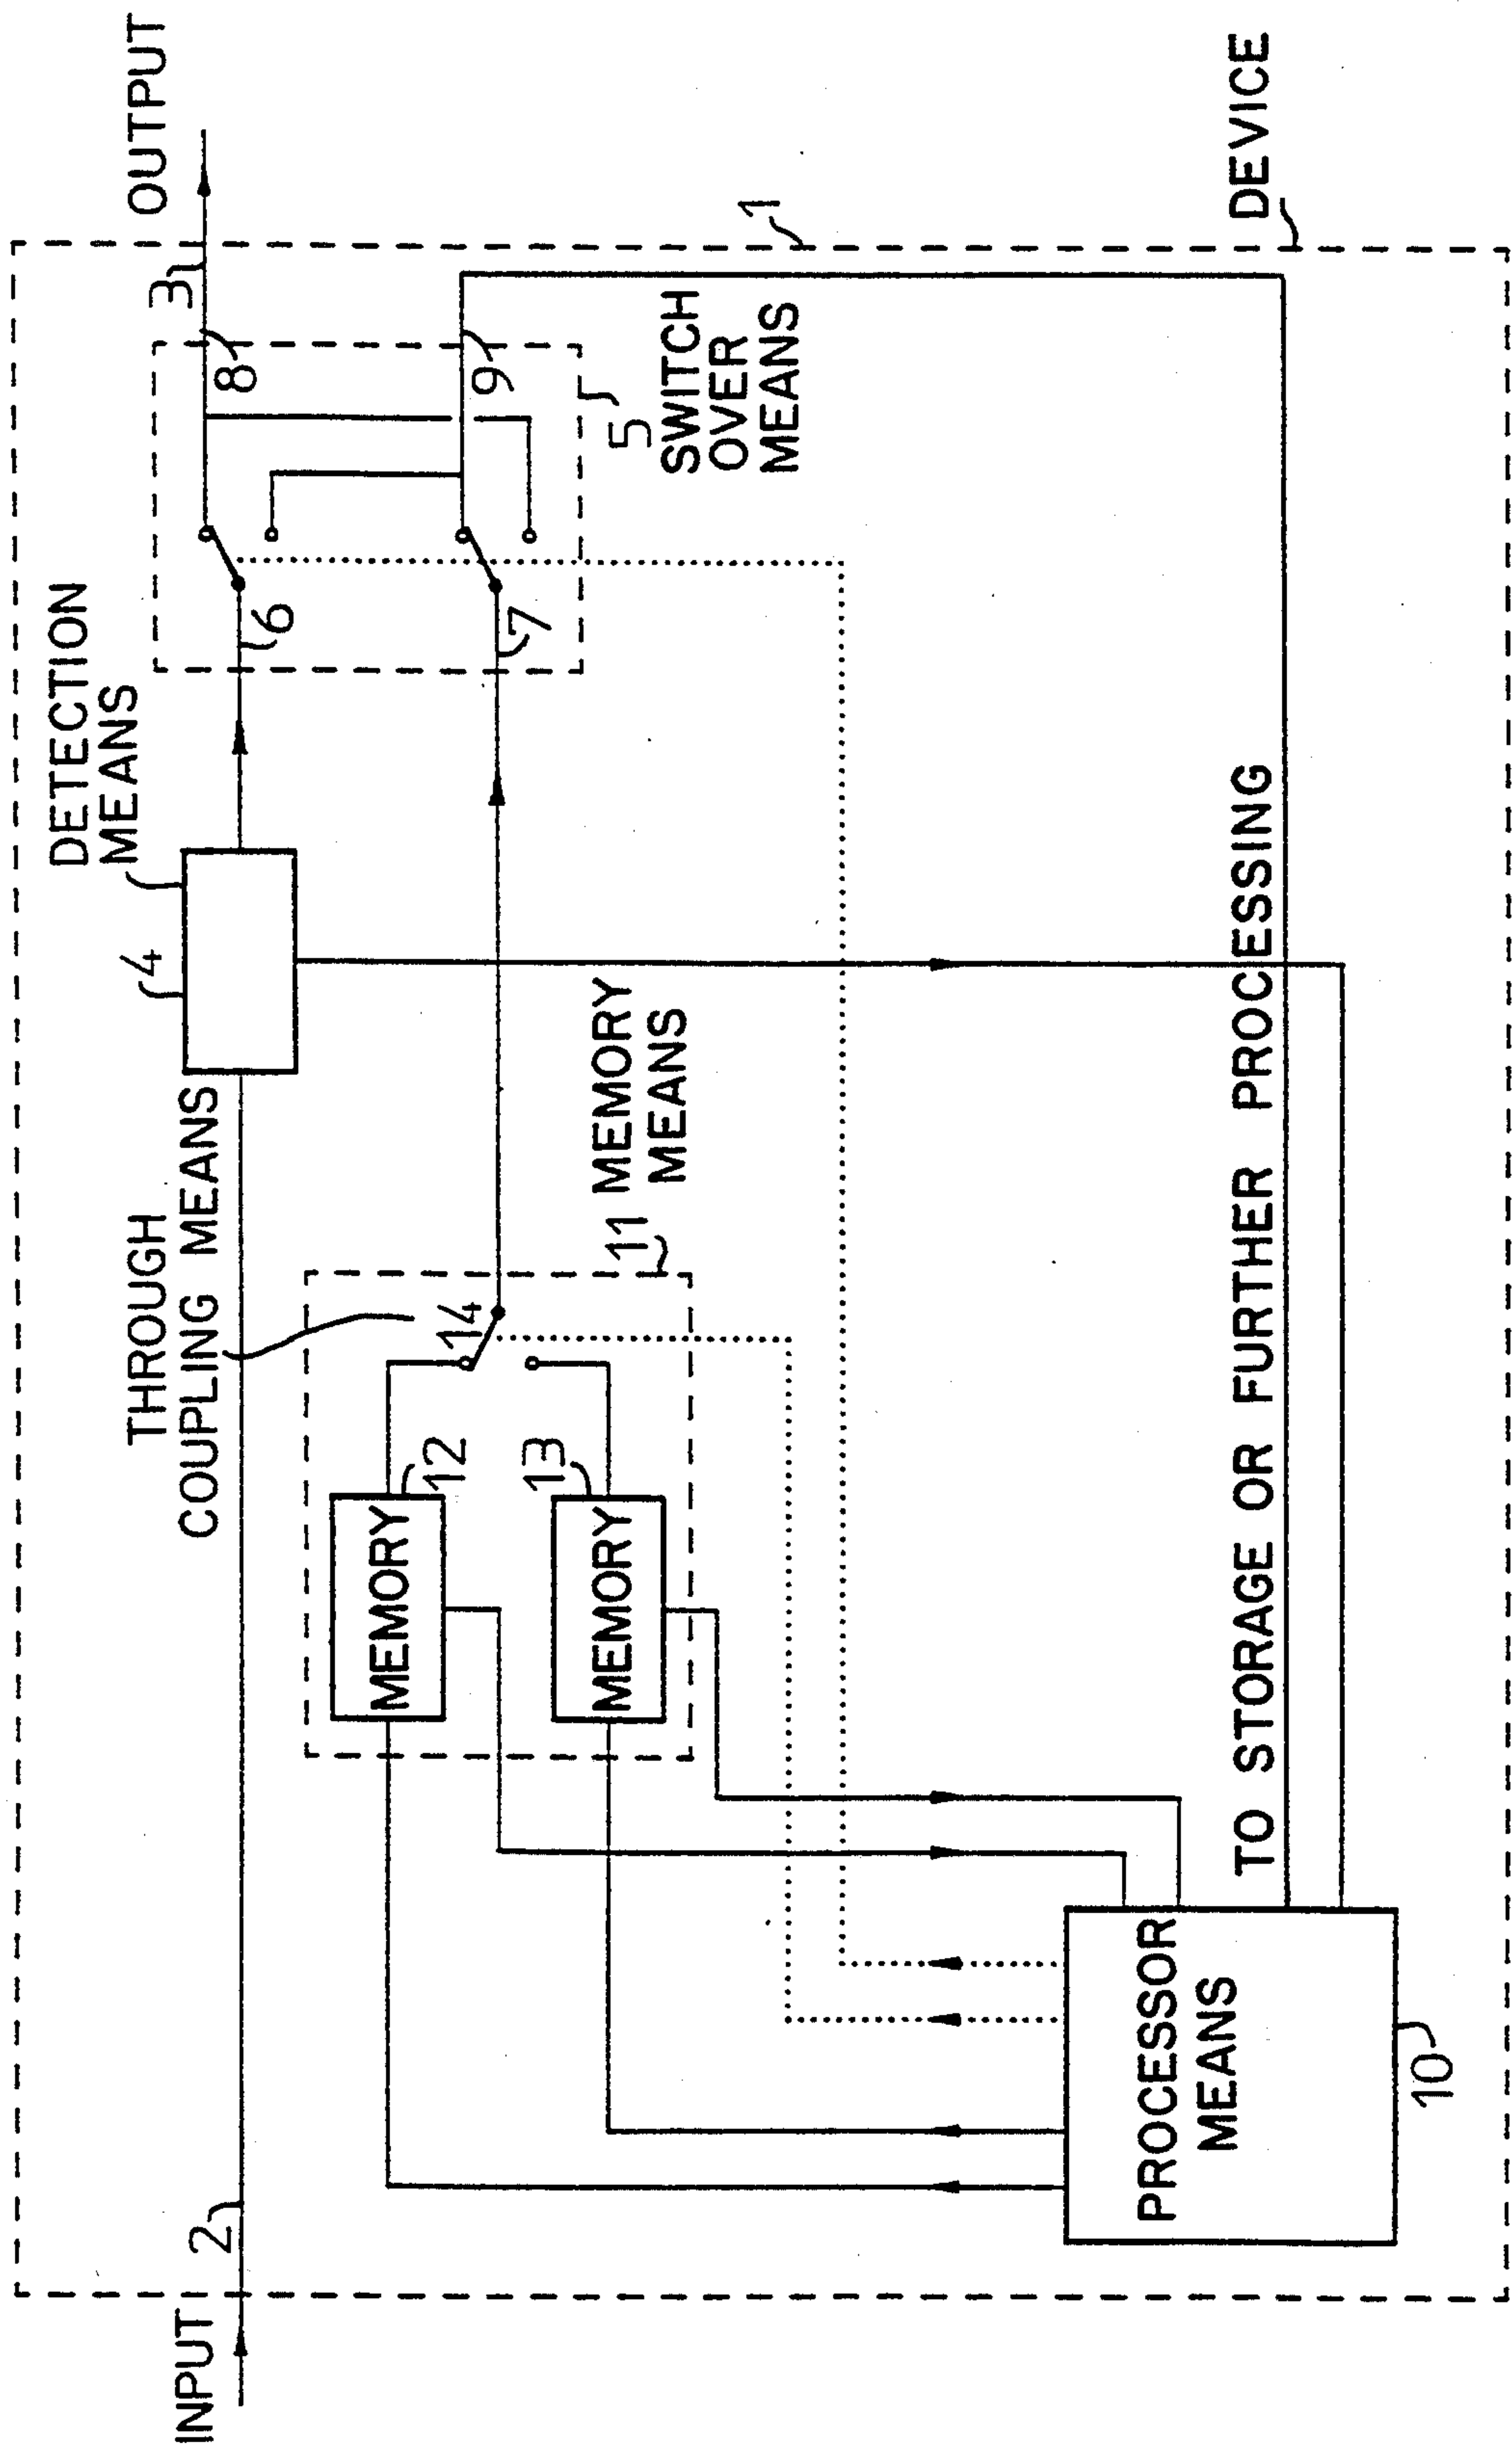 INPUT
2
THROUGH
COUPLING MEANS
4
DETECTION
MEANS
6
8
3
OUTPUT
MEMORY
12
14
MEMORY
13
11
MEMORY
MEANS
7
9
5
SWITCH
OVER
MEANS
1
PROCESSOR
MEANS
10
TO STORAGE OR FURTHER PROCESSING
DEVICE